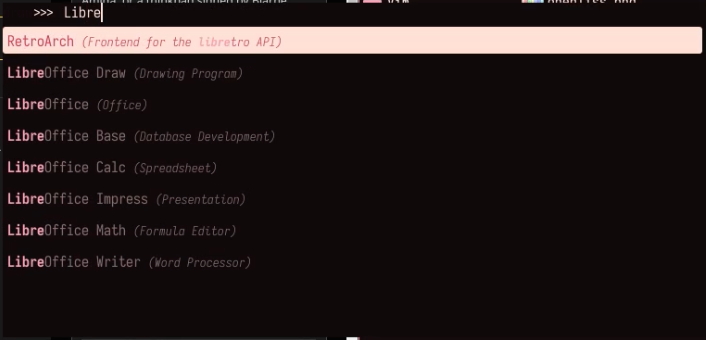 >>> Libre
RetroArch (Frontend for the libretro API)
LibreOffice Draw (Drawing Program)
LibreOffice (Office)
LibreOffice Base (Database Development)
LibreOffice Calc (Spreadsheet)
LibreOffice Impress (Presentation)
LibreOffice Math (Formula Editor)
LibreOffice Writer (Word Processor)